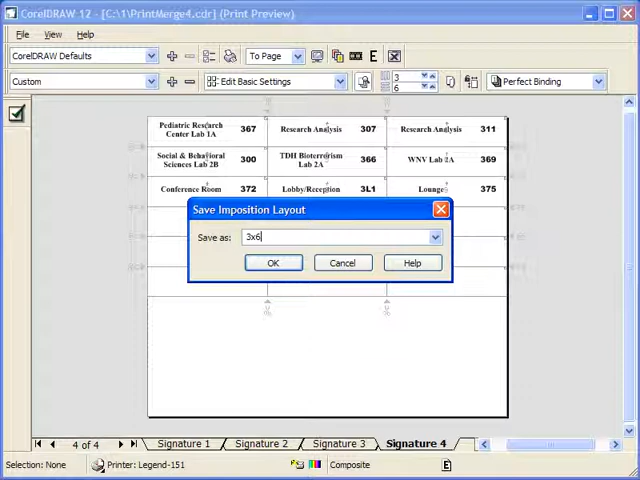 CorelDRAW 12 - [C:\1\PrintMerge4.cdr] (Print Preview)
File View Help
CorelDRAW Defaults To Page E
Custom Edit Basic Settings 3 6 Perfect Binding
Pediatric Research
Center Lab 1A 367
Research Analysis 307
Research Analysis 311
Social & Behavioral
Sciences Lab 2B 300
TDH Bioterrorism
Lab 2A 366
WNV Lab 2A 369
Conference Room 372
Lobby/Reception 3L1
Lounge 375
Save Imposition Layout
Save as: 3x6
OK Cancel Help
4 of 4 Signature 1 Signature 2 Signature 3 Signature 4
Selection: None Printer: Legend-151 Composite E